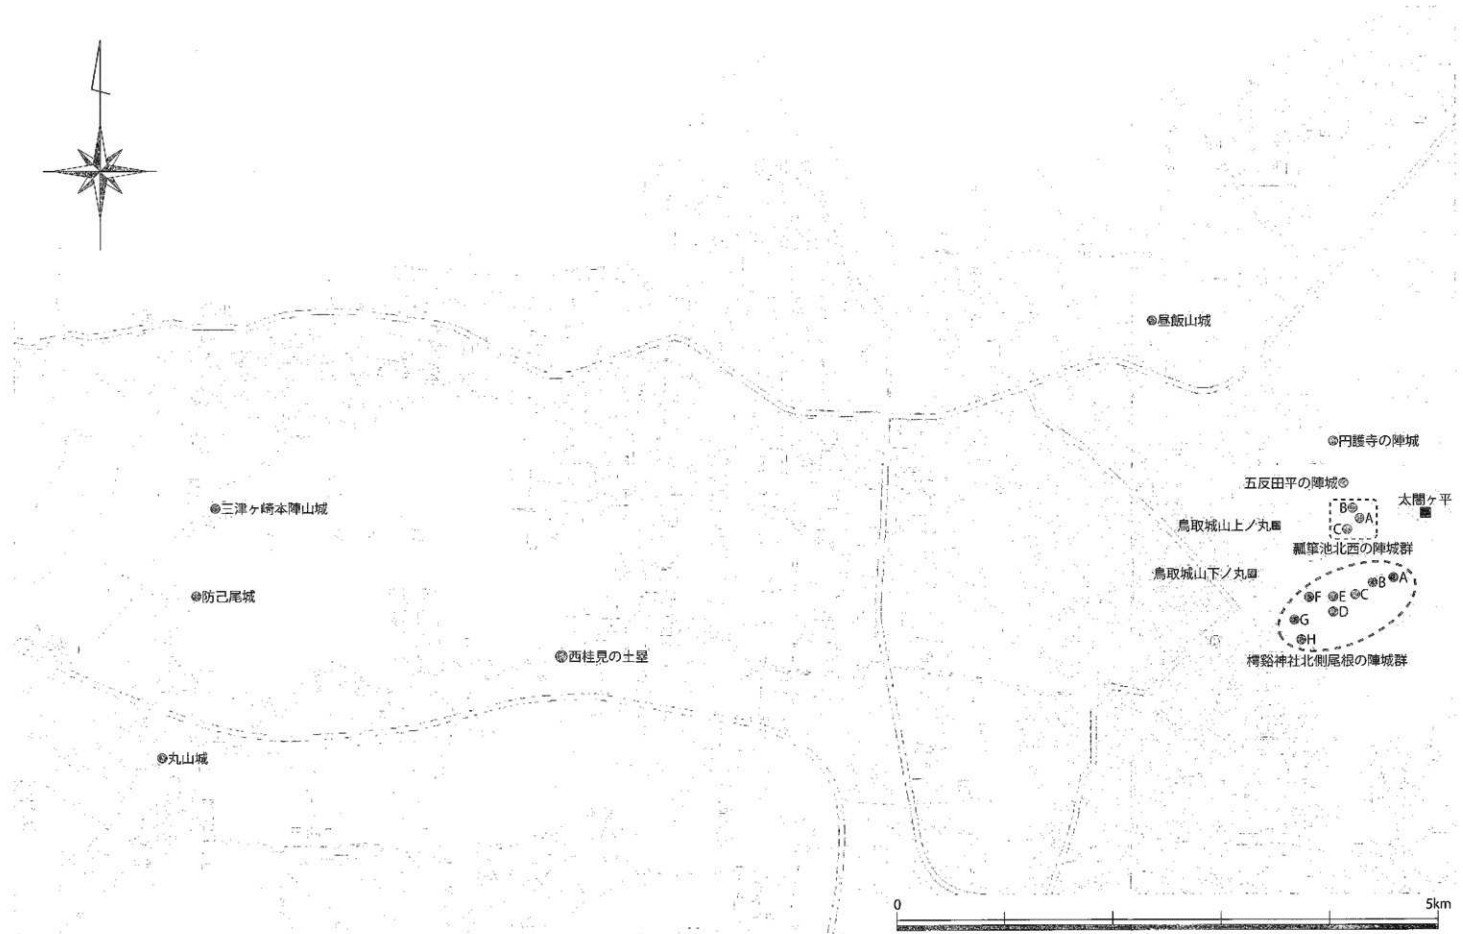 昼飯山城
円護寺の陣城
五反田平の陣城
太閤ヶ平
B
A
C
鳥取城山上ノ丸
瓢箪池北西の陣城群
鳥取城山下ノ丸
A
B
C
E
F
D
G
H
樗谿神社北側尾根の陣城群
三津ヶ崎本陣山城
防己尾城
西桂見の土塁
丸山城
0
5km